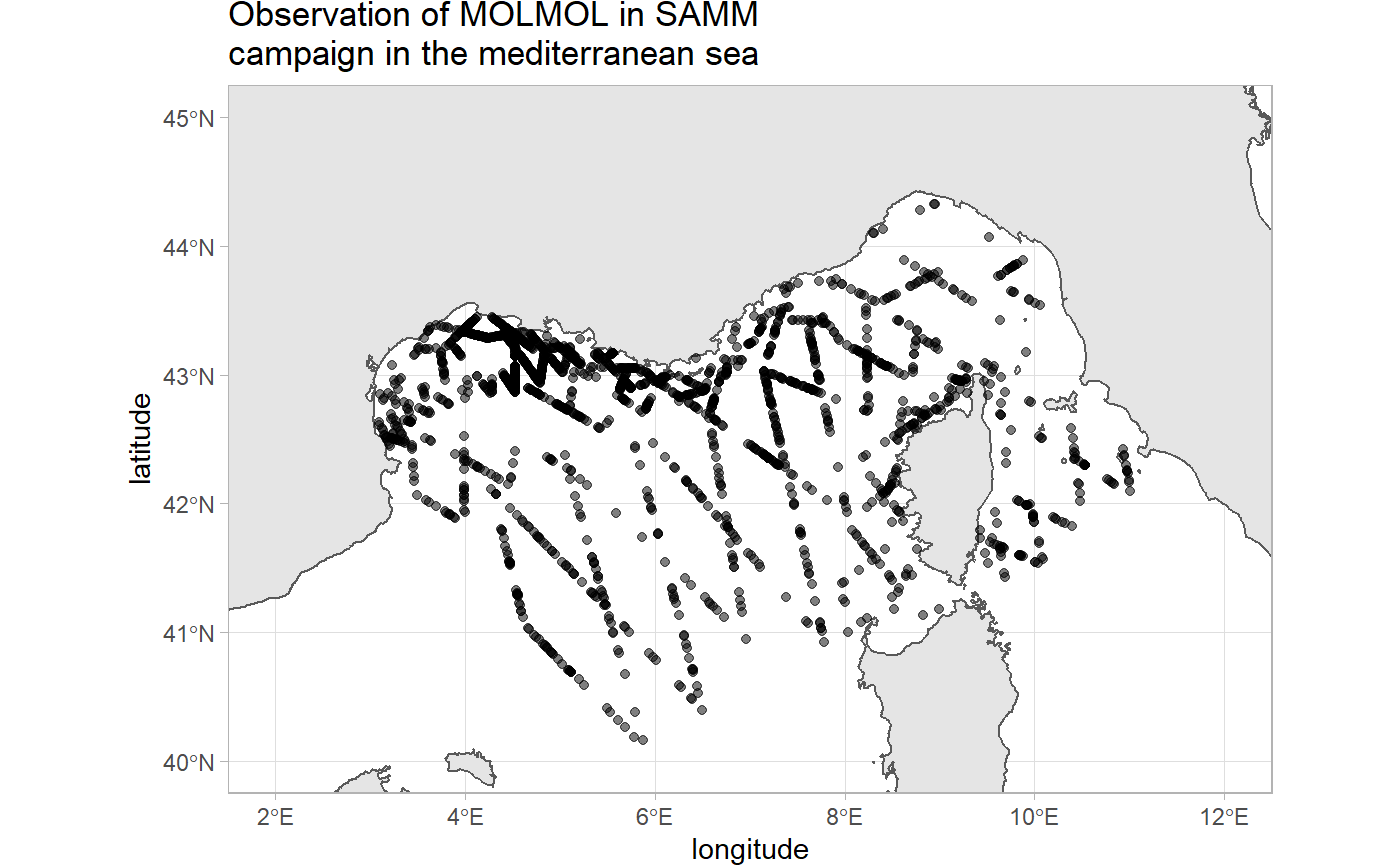 Observation of MOLMOL in SAMM
campaign in the mediterranean sea
45°N
44°N
43°N
42°N
41°N
40°N
latitude
2°E 4°E 6°E 8°E 10°E 12°E
longitude